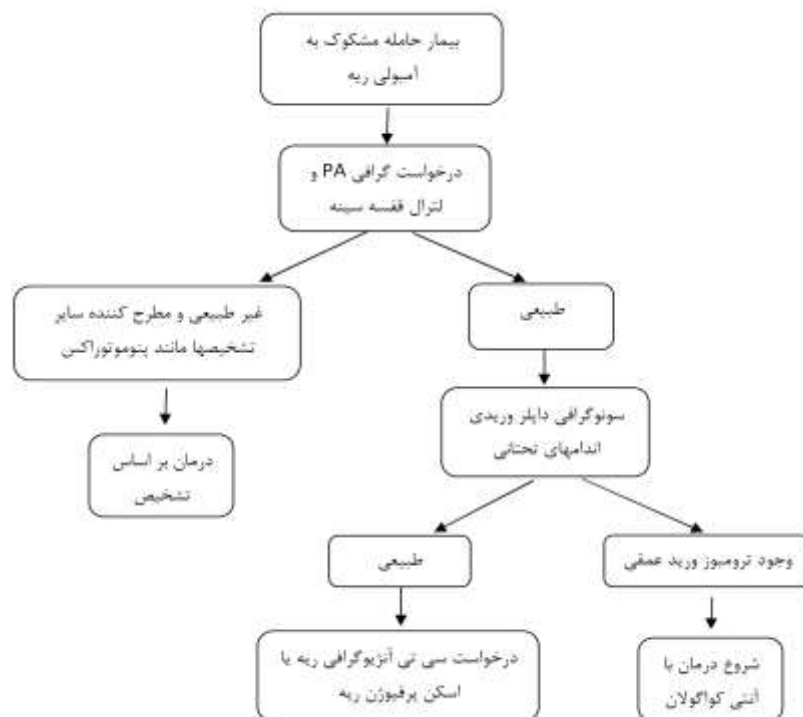 بیمار حامله مشکوک به
آمبولی ریه
درخواست گرافی PA و
لترال قفسه سینه
غیر طبیعی و مطرح کننده سایر
تشخیصها مانند پنوموتوراکس
طبیعی
درمان بر اساس
تشخیص
سونوگرافی داپلر وریدی
اندامهای تحتانی
طبیعی
وجود ترومبوز ورید عمقی
درخواست سی تی آنژیوگرافی ریه یا
اسکن پرفیوژن ریه
شروع درمان با
آنتی کواگولان